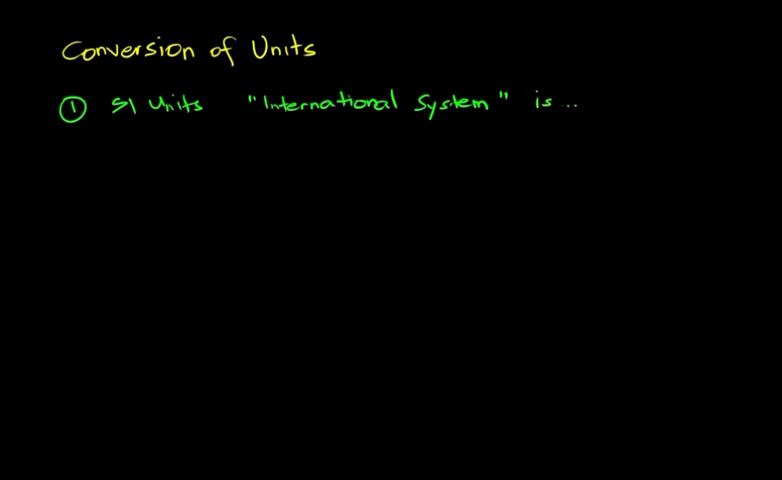 Conversion of Units
① SI Units "International System" is...